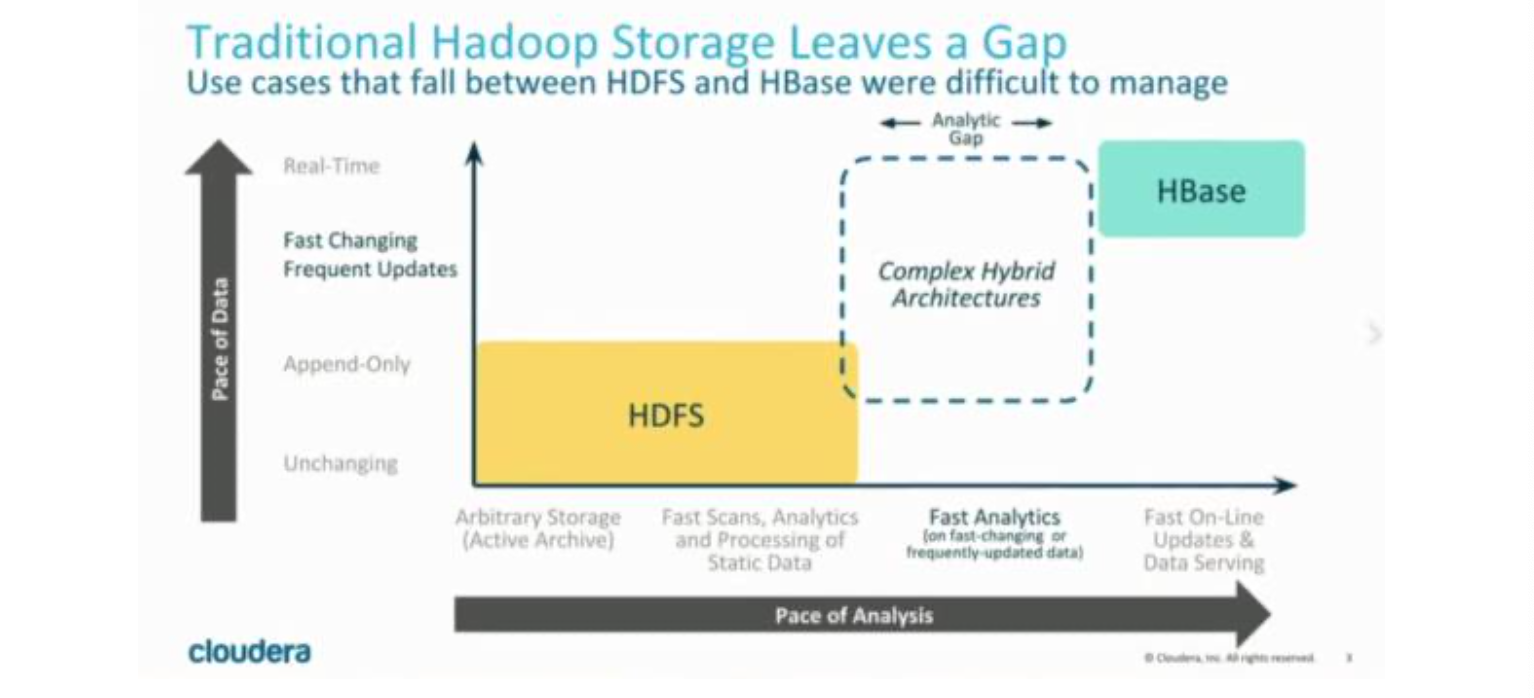 Traditional Hadoop Storage Leaves a Gap
Use cases that fall between HDFS and HBase were difficult to manage
Analytic
Gap
Real-Time
HBase
Fast Changing
Frequent Updates
Complex Hybrid
Architectures
Pace of Data
Append-Only
HDFS
Unchanging
Arbitrary Storage
(Active Archive)
Fast Scans, Analytics
and Processing of
Static Data
Fast Analytics
(on fast-changing or
frequently-updated data)
Fast On-Line
Updates &
Data Serving
Pace of Analysis
cloudera
© Cloudera, Inc. All rights reserved.
3